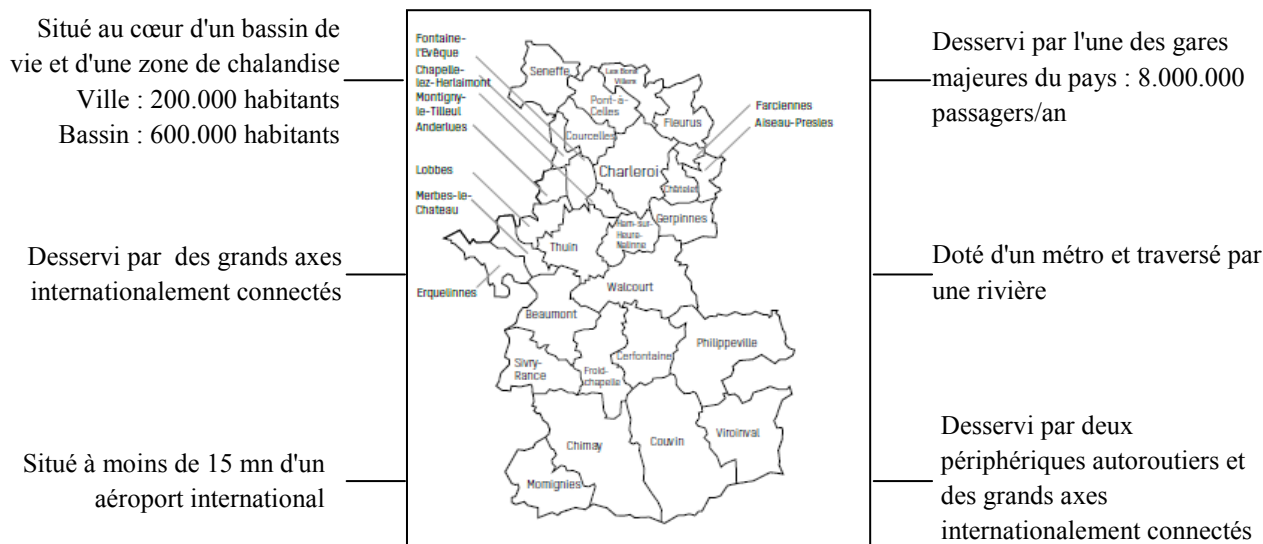 Situé au cœur d'un bassin de
vie et d'une zone de chalandise
Ville : 200.000 habitants
Bassin : 600.000 habitants
Desservi par des grands axes
internationalement connectés
Situé à moins de 15 mn d'un
aéroport international
Fontaine-
l'Evêque
Chapelle-
lez-Herlaimont
Montigny-
le-Tilleul
Anderlues
Lobbes
Merbes-le-
Chateau
Erquelinnes
Seneffe
Les Bons
Villers
Pont-à-
Celles
Fleurus
Courcelles
Farciennes
Aiseau-Presles
Charleroi
Châtelet
Gerpinnes
Ham-sur-
Heure-
Nalinne
Thuin
Walcourt
Beaumont
Philippeville
Cerfontaine
Sivry-
Rance
Froid-
chapelle
Chimay
Couvin
Viroinval
Momignies
Desservi par l'une des gares
majeures du pays : 8.000.000
passagers/an
Doté d'un métro et traversé par
une rivière
Desservi par deux
périphériques autoroutiers et
des grands axes
internationalement connectés